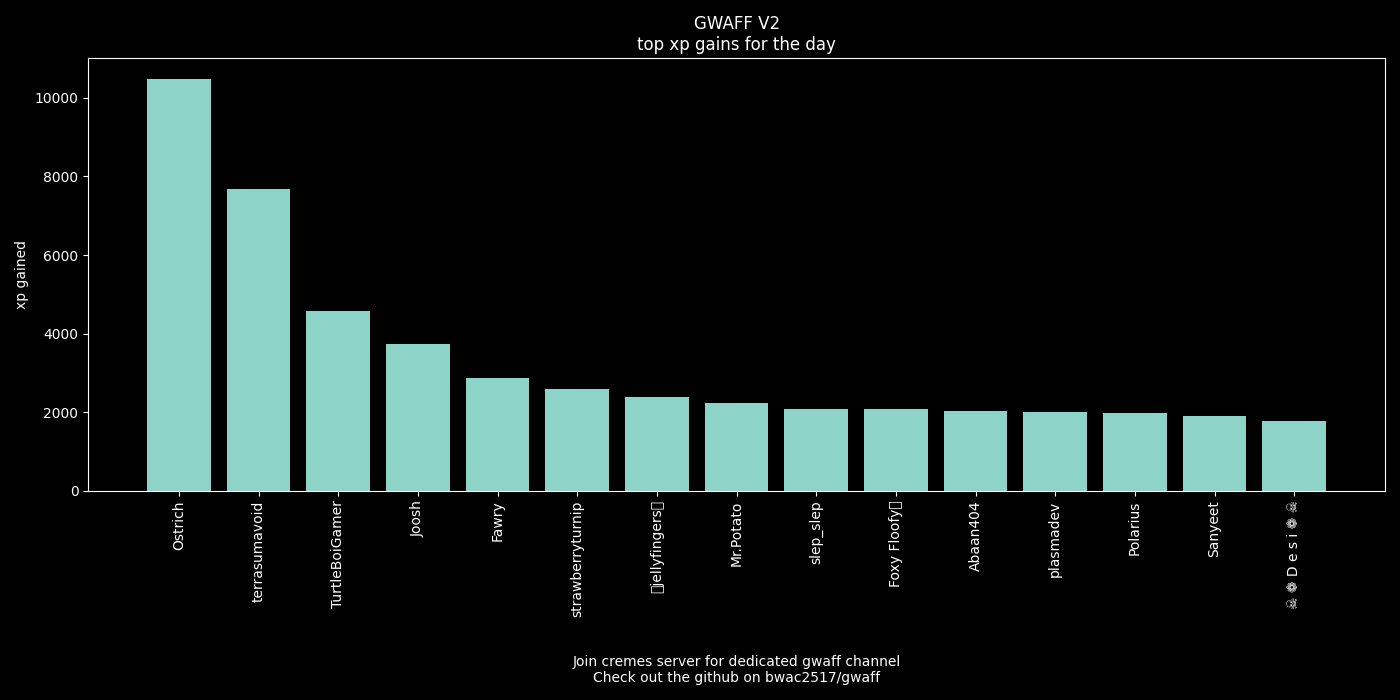 GWAFF V2
top xp gains for the day
xp gained
10000
8000
6000
4000
2000
0
Ostrich
terrasumavoid
TurtleBoiGamer
Joosh
Fawry
strawberryturnip
▯jellyfingers▯
Mr.Potato
slep_slep
Foxy Floofy▯
Abaan404
plasmadev
Polarius
Sanyeet
☠ ❁ D e s i ❁ ☠
Join cremes server for dedicated gwaff channel
Check out the github on bwac2517/gwaff